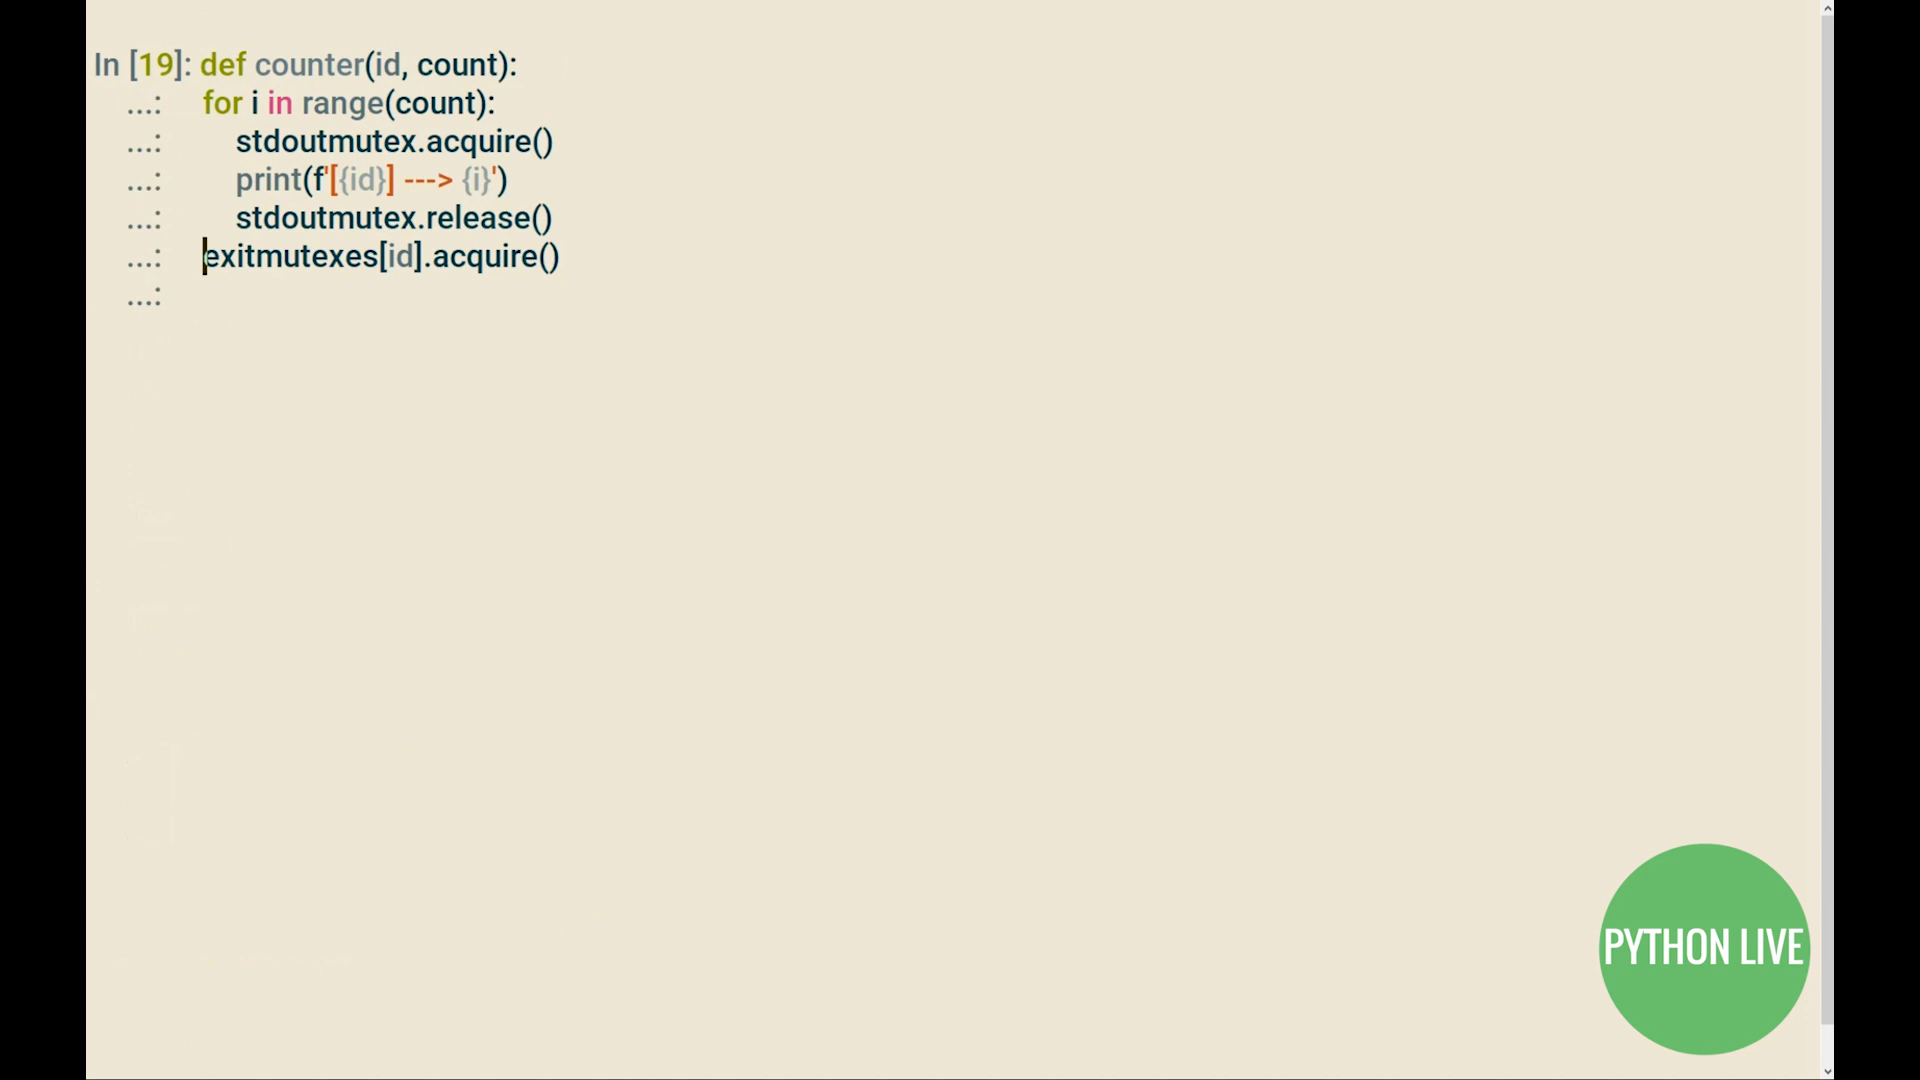 In [19]: def counter(id, count):
...: for i in range(count):
...: stdoutmutex.acquire()
...: print(f'[{id}] ---> {i}')
...: stdoutmutex.release()
...: exitmutexes[id].acquire()
...:
PYTHON LIVE